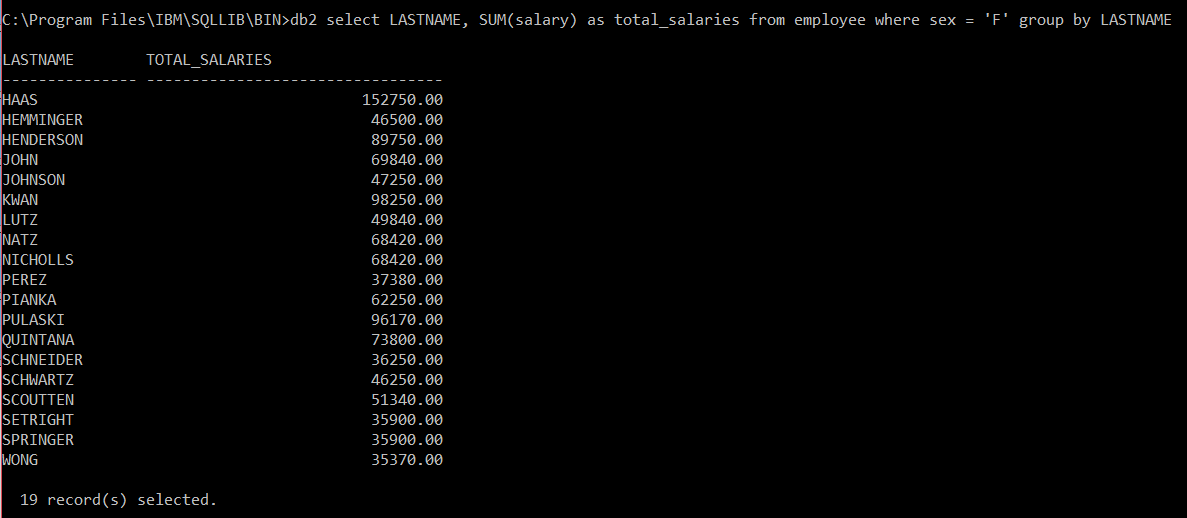 C:\Program Files\IBM\SQLLIB\BIN>db2 select LASTNAME, SUM(salary) as total_salaries from employee where sex = 'F' group by LASTNAME
LASTNAME        TOTAL_SALARIES
--------------- ---------------------------------
HAAS                                    152750.00
HEMMINGER                                46500.00
HENDERSON                                89750.00
JOHN                                     69840.00
JOHNSON                                  47250.00
KWAN                                     98250.00
LUTZ                                     49840.00
NATZ                                     68420.00
NICHOLLS                                 68420.00
PEREZ                                    37380.00
PIANKA                                   62250.00
PULASKI                                  96170.00
QUINTANA                                 73800.00
SCHNEIDER                                36250.00
SCHWARTZ                                 46250.00
SCOUTTEN                                 51340.00
SETRIGHT                                 35900.00
SPRINGER                                 35900.00
WONG                                     35370.00
  19 record(s) selected.